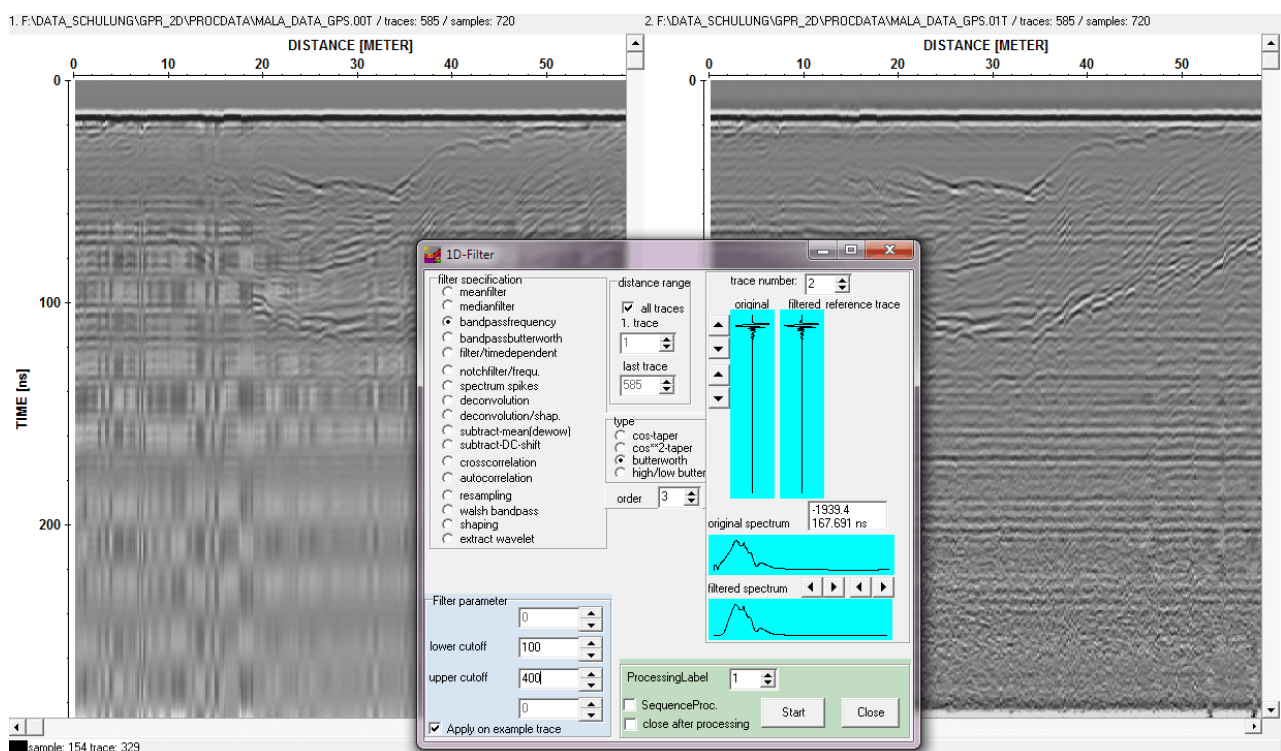 1. F:\DATA_SCHULUNG\GPR_2D\PROCDATA\MALA_DATA_GPS.00T / traces: 585 / samples: 720
2. F:\DATA_SCHULUNG\GPR_2D\PROCDATA\MALA_DATA_GPS.01T / traces: 585 / samples: 720
DISTANCE [METER]
0 10 20 30 40 50
DISTANCE [METER]
0 10 20 30 40 50
TIME [ns]
0
100
200
0
1D-Filter
filter specification
meanfilter
medianfilter
bandpassfrequency
bandpassbutterworth
filter/timedependent
notchfilter/frequ.
spectrum spikes
deconvolution
deconvolution/shap.
subtract-mean(dewow)
subtract-DC-shift
crosscorrelation
autocorrelation
resampling
walsh bandpass
shaping
extract wavelet
distance range
all traces
1. trace
1
last trace
585
type
cos-taper
cos**2-taper
butterworth
high/low butter
order 3
trace number: 2
original filtered reference trace
-1939.4
167.691 ns
original spectrum
filtered spectrum
Filter parameter
0
lower cutoff 100
upper cutoff 400
0
Apply on example trace
ProcessingLabel 1
SequenceProc.
close after processing
Start
Close
sample: 154 trace: 329